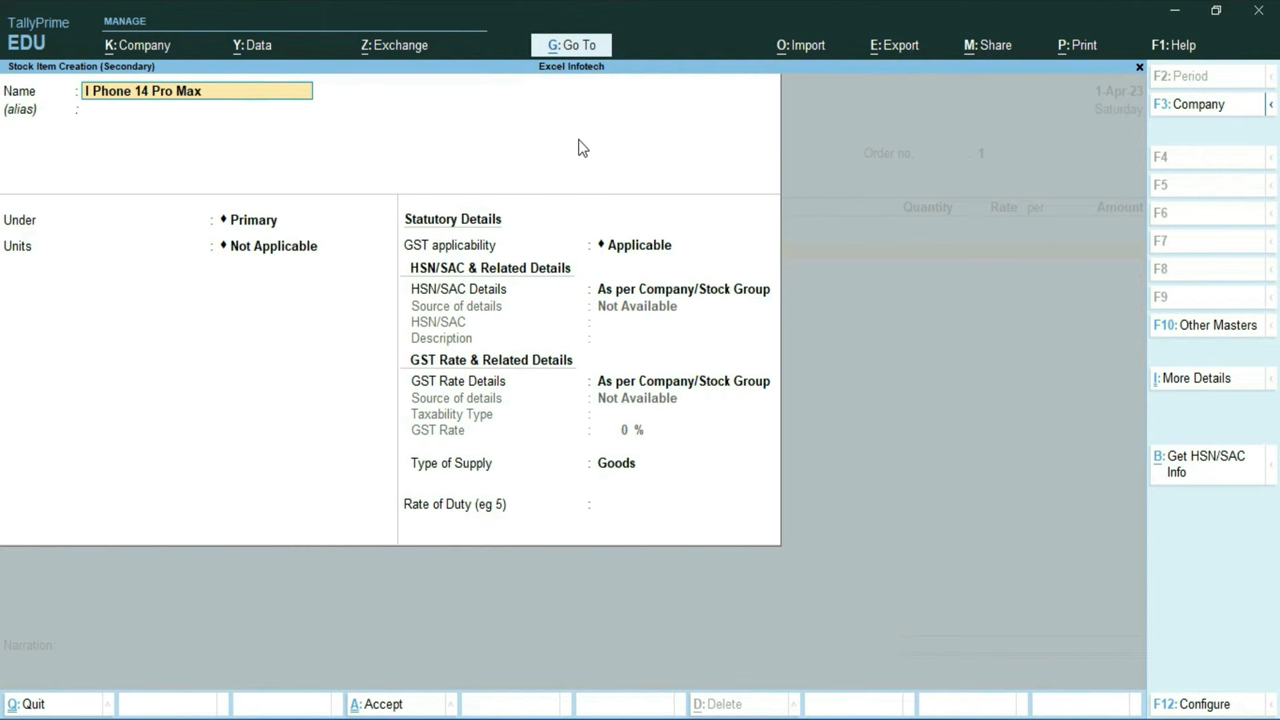 TallyPrime
EDU
MANAGE
K:Company
Y:Data
Z:Exchange
G:Go To
O:Import
E:Export
M:Share
P:Print
F1:Help
Stock Item Creation (Secondary)
Excel Infotech
Name : I Phone 14 Pro Max
(alias) :
Under : ♦ Primary
Units : ♦ Not Applicable
Statutory Details
GST applicability : ♦ Applicable
HSN/SAC & Related Details
HSN/SAC Details : As per Company/Stock Group
Source of details : Not Available
HSN/SAC :
Description :
GST Rate & Related Details
GST Rate Details : As per Company/Stock Group
Source of details : Not Available
Taxability Type :
GST Rate : 0 %
Type of Supply : Goods
Rate of Duty (eg 5) :
1-Apr-23
Saturday
Order no. 1
Quantity Rate per Amount
Narration
F2: Period
F3: Company
F4
F5
F6
F7
F8
F9
F10: Other Masters
I:More Details
B:Get HSN/SAC
Info
Q:Quit
A:Accept
D:Delete
F12: Configure